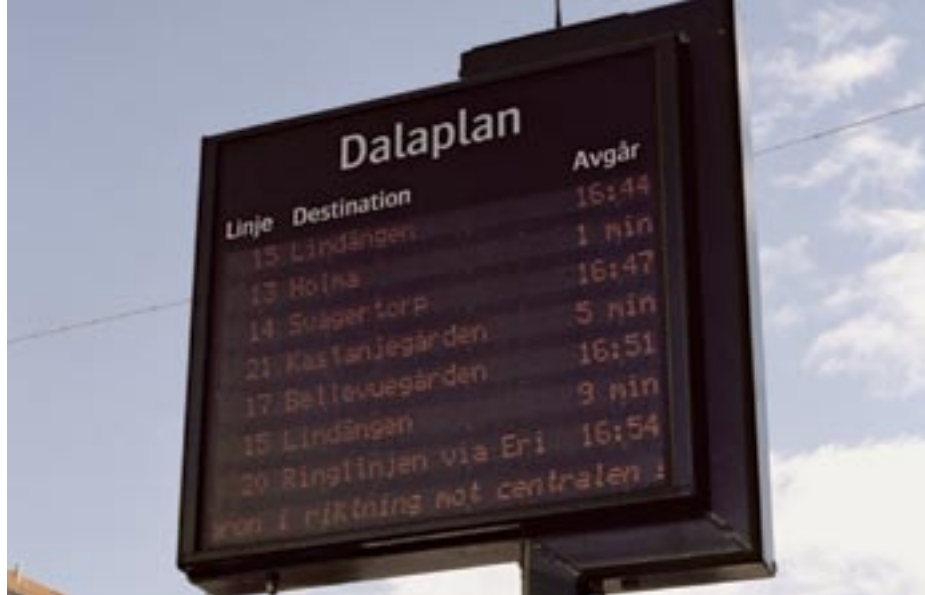 Dalaplan
Linje Destination Avgår
15 Lindängen 16:44
13 Holma 1 min
14 Svågertorp 16:47
21 Kastanjegården 5 min
17 Bellevuegården 16:51
15 Lindängen 9 min
20 Ringlinjen via Eri 16:54
i riktning mot centralen